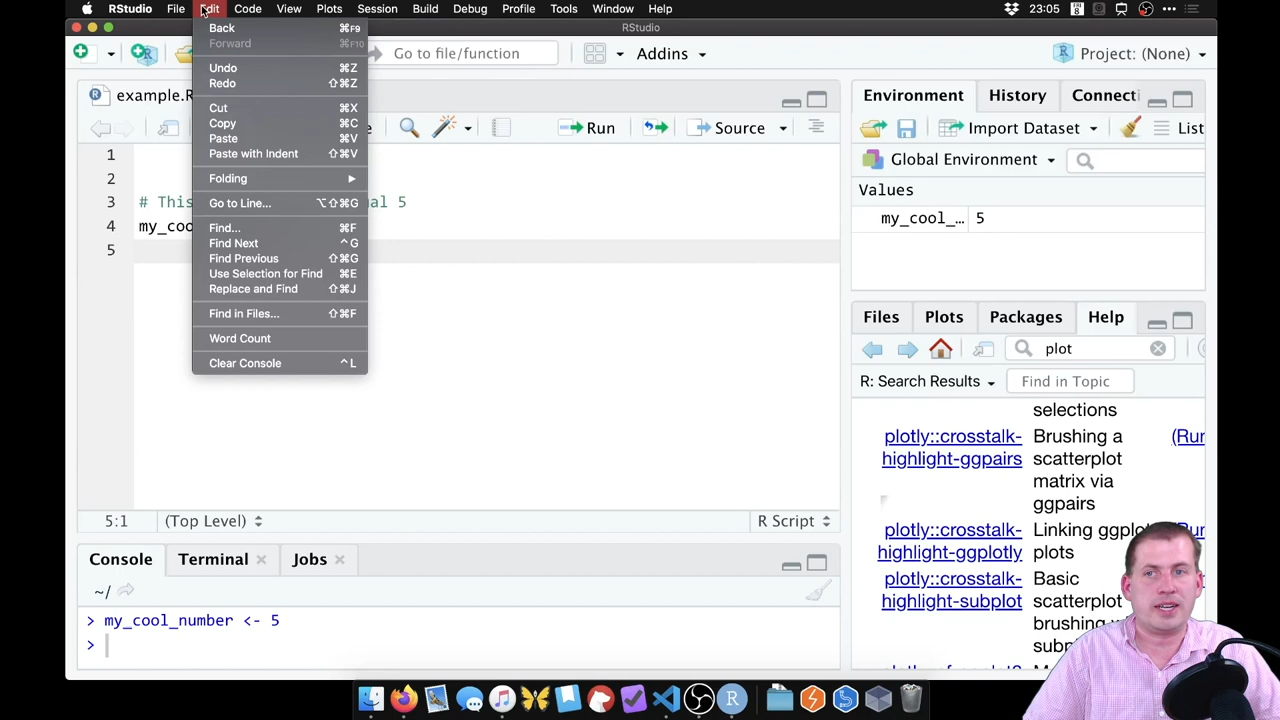 RStudio File Edit Code View Plots Session Build Debug Profile Tools Window Help 23:05 8
RStudio
Go to file/function Addins Project: (None)
Back ⌘F9
Forward ⌘F10
Undo ⌘Z
Redo ⇧⌘Z
Cut ⌘X
Copy ⌘C
Paste ⌘V
Paste with Indent ⇧⌘V
Folding
Go to Line... ⌥⇧⌘G
Find... ⌘F
Find Next ^G
Find Previous ⇧⌘G
Use Selection for Find ⌘E
Replace and Find ⇧⌘J
Find in Files... ⇧⌘F
Word Count
Clear Console ^L
example.R
Run Source
1
2
3 # This al 5
4 my_coo
5
5:1 (Top Level) R Script
Console Terminal Jobs
~/
> my_cool_number <- 5
>
Environment History Connecti
Import Dataset List
Global Environment
Values
my_cool_… 5
Files Plots Packages Help
plot
R: Search Results Find in Topic
selections
plotly::crosstalk- Brushing a (Run
highlight-ggpairs scatterplot
matrix via
ggpairs
plotly::crosstalk- Linking ggplot
highlight-ggplotly plots
plotly::crosstalk- Basic
highlight-subplot scatterplot
brushing